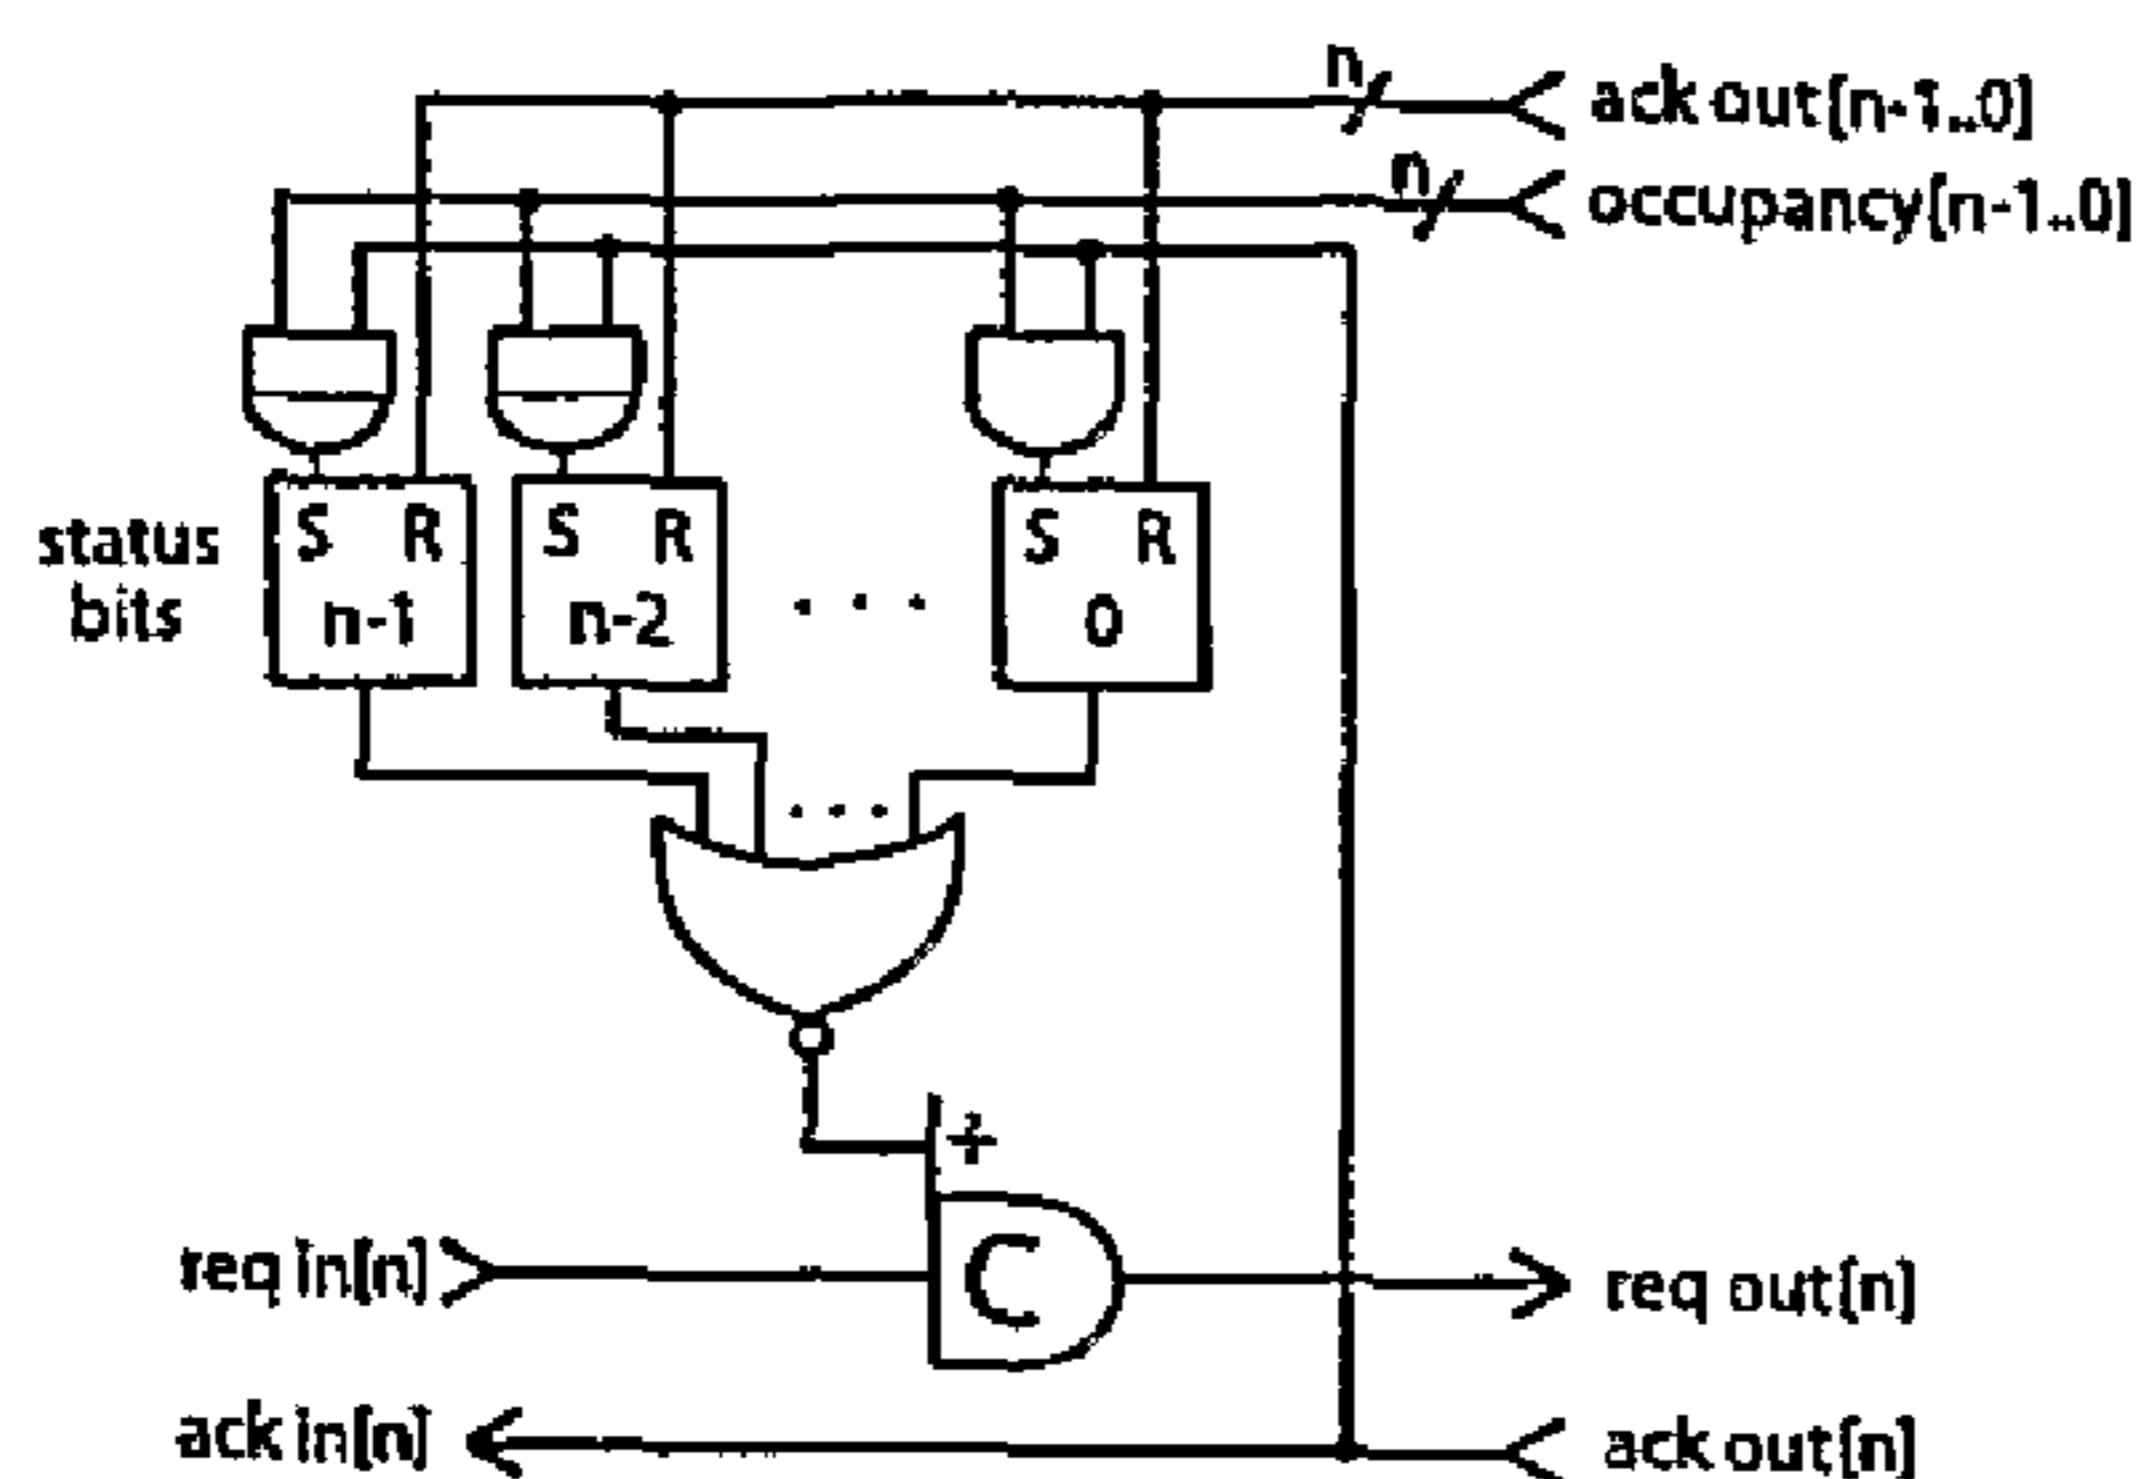 n
ack out[n-1..0]
n
occupancy[n-1..0]
status
bits
S R
n-1
S R
n-2
. . .
S R
0
. . .
+
req in[n]
C
req out[n]
ack in[n]
ack out[n]